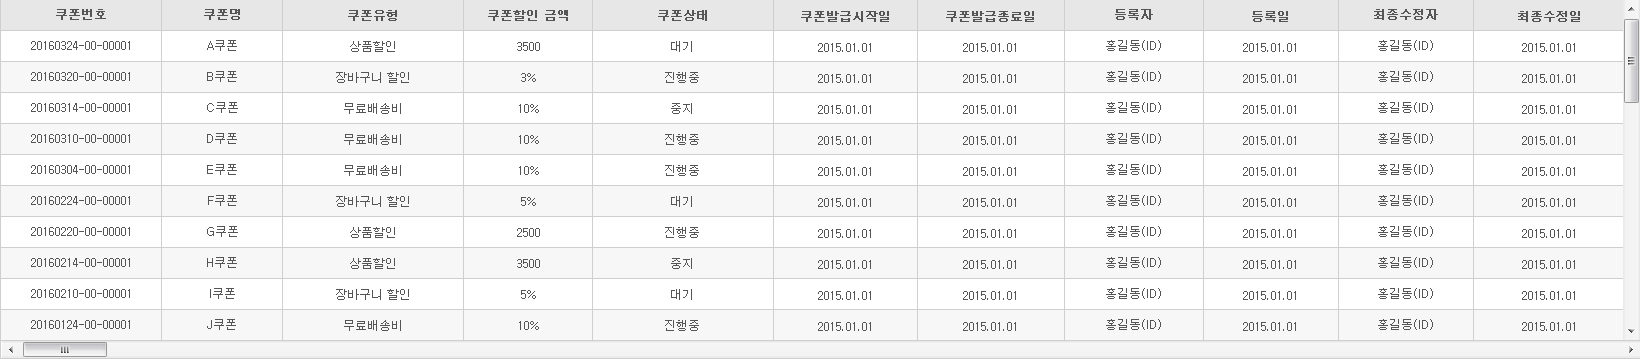 쿠폰번호 쿠폰명 쿠폰유형 쿠폰할인 금액 쿠폰상태 쿠폰발급시작일 쿠폰발급종료일 등록자 등록일 최종수정자 최종수정일
20160324-00-00001 A쿠폰 상품할인 3500 대기 2015.01.01 2015.01.01 홍길동(ID) 2015.01.01 홍길동(ID) 2015.01.01
20160320-00-00001 B쿠폰 장바구니 할인 3% 진행중 2015.01.01 2015.01.01 홍길동(ID) 2015.01.01 홍길동(ID) 2015.01.01
20160314-00-00001 C쿠폰 무료배송비 10% 중지 2015.01.01 2015.01.01 홍길동(ID) 2015.01.01 홍길동(ID) 2015.01.01
20160310-00-00001 D쿠폰 무료배송비 10% 진행중 2015.01.01 2015.01.01 홍길동(ID) 2015.01.01 홍길동(ID) 2015.01.01
20160304-00-00001 E쿠폰 무료배송비 10% 진행중 2015.01.01 2015.01.01 홍길동(ID) 2015.01.01 홍길동(ID) 2015.01.01
20160224-00-00001 F쿠폰 장바구니 할인 5% 대기 2015.01.01 2015.01.01 홍길동(ID) 2015.01.01 홍길동(ID) 2015.01.01
20160220-00-00001 G쿠폰 상품할인 2500 진행중 2015.01.01 2015.01.01 홍길동(ID) 2015.01.01 홍길동(ID) 2015.01.01
20160214-00-00001 H쿠폰 상품할인 3500 중지 2015.01.01 2015.01.01 홍길동(ID) 2015.01.01 홍길동(ID) 2015.01.01
20160210-00-00001 I쿠폰 장바구니 할인 5% 대기 2015.01.01 2015.01.01 홍길동(ID) 2015.01.01 홍길동(ID) 2015.01.01
20160124-00-00001 J쿠폰 무료배송비 10% 진행중 2015.01.01 2015.01.01 홍길동(ID) 2015.01.01 홍길동(ID) 2015.01.01